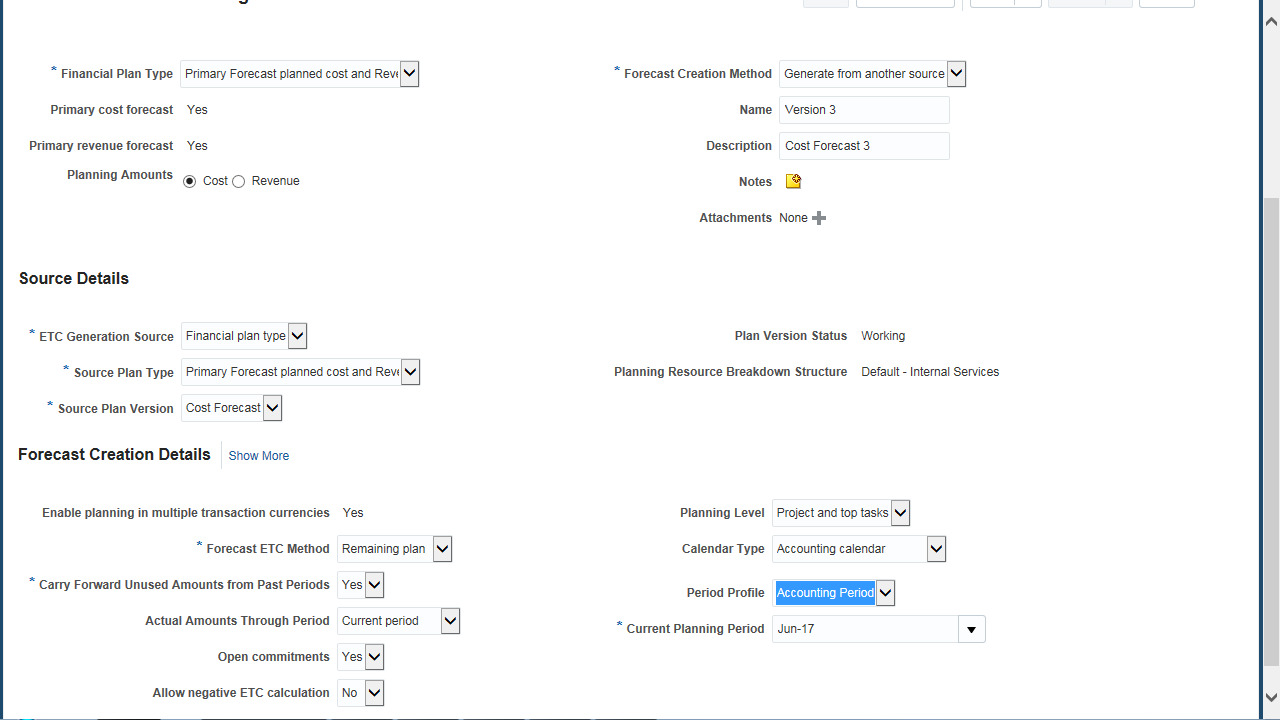 * Financial Plan Type Primary Forecast planned cost and Reve
Primary cost forecast Yes
Primary revenue forecast Yes
Planning Amounts Cost Revenue
* Forecast Creation Method Generate from another source
Name Version 3
Description Cost Forecast 3
Notes
Attachments None
Source Details
* ETC Generation Source Financial plan type
* Source Plan Type Primary Forecast planned cost and Reve
* Source Plan Version Cost Forecast
Plan Version Status Working
Planning Resource Breakdown Structure Default - Internal Services
Forecast Creation Details Show More
Enable planning in multiple transaction currencies Yes
* Forecast ETC Method Remaining plan
* Carry Forward Unused Amounts from Past Periods Yes
Actual Amounts Through Period Current period
Open commitments Yes
Allow negative ETC calculation No
Planning Level Project and top tasks
Calendar Type Accounting calendar
Period Profile Accounting Period
* Current Planning Period Jun-17